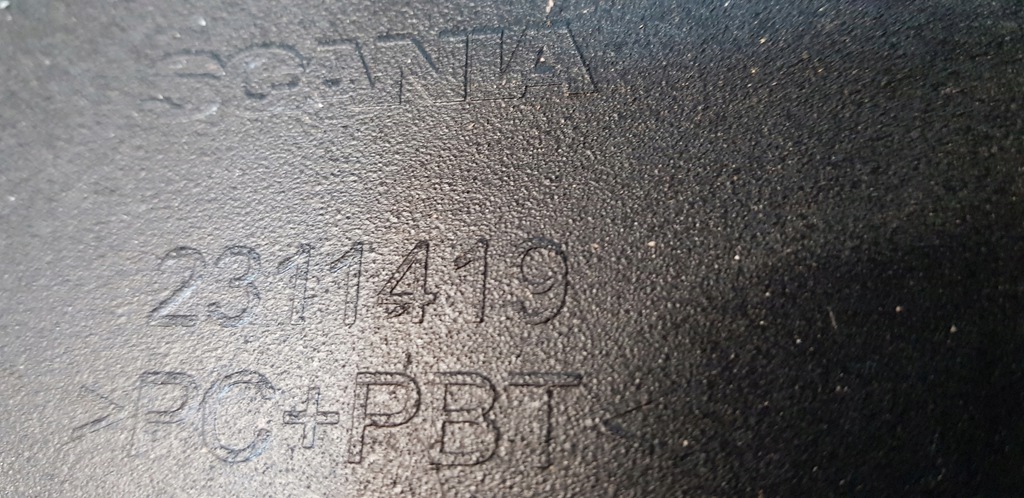 SCANIA
2311419
>PC+PBT<